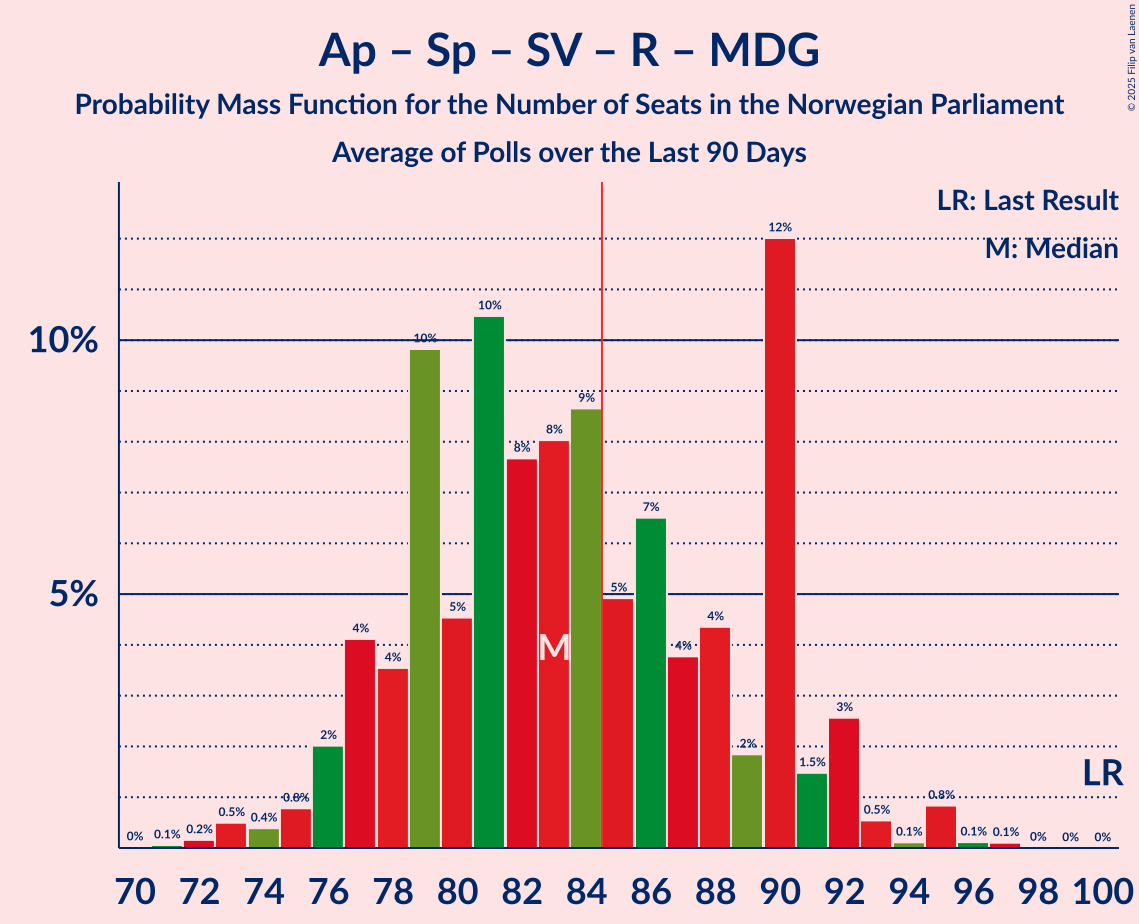 Ap – Sp – SV – R – MDG
Probability Mass Function for the Number of Seats in the Norwegian Parliament
Average of Polls over the Last 90 Days
© 2025 Filip van Laenen
LR: Last Result
M: Median
10%
5%
0% 0.1% 0.2% 0.5% 0.4% 0.8% 2% 4% 4% 10% 5% 10% 8% 8% 9% 5% 7% 4% 4% 2% 12% 1.5% 3% 0.5% 0.1% 0.8% 0.1% 0.1% 0% 0% 0%
M
LR
70 72 74 76 78 80 82 84 86 88 90 92 94 96 98 100